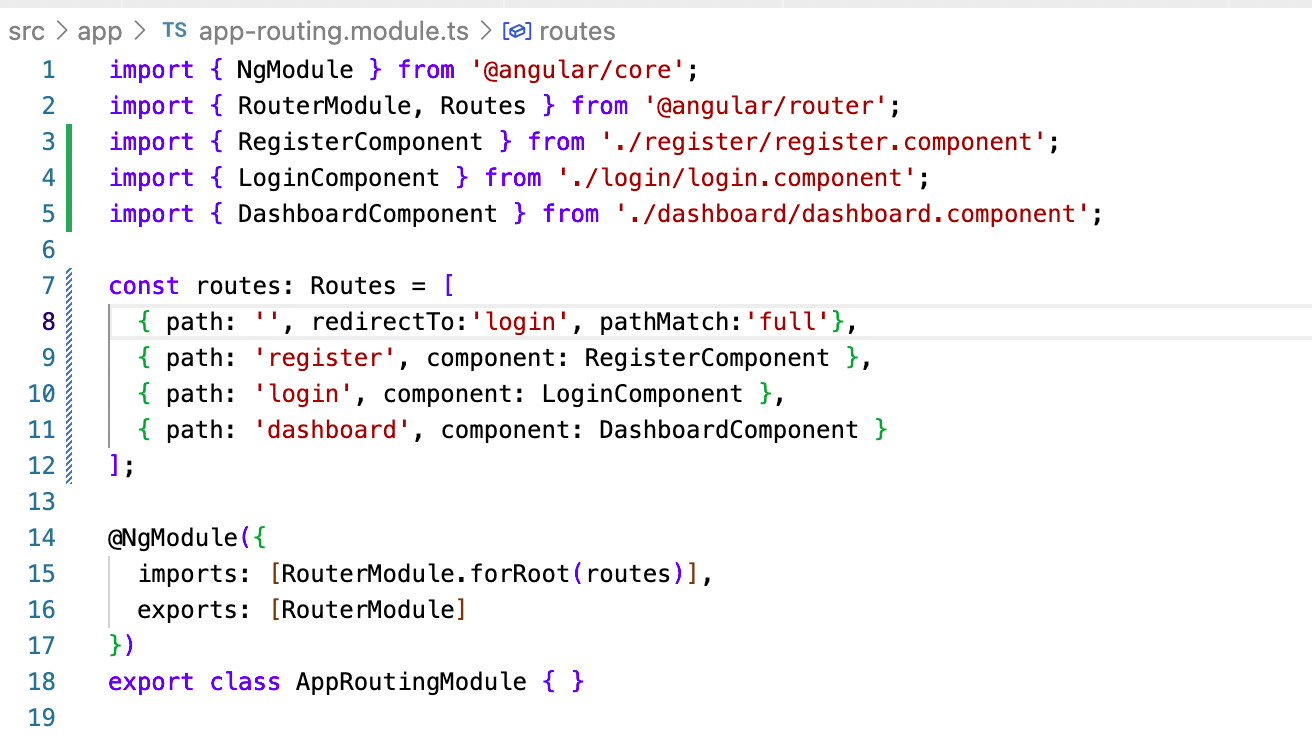 src > app > TS app-routing.module.ts > routes
1 import { NgModule } from '@angular/core';
2 import { RouterModule, Routes } from '@angular/router';
3 import { RegisterComponent } from './register/register.component';
4 import { LoginComponent } from './login/login.component';
5 import { DashboardComponent } from './dashboard/dashboard.component';
6
7 const routes: Routes = [
8   { path: '', redirectTo:'login', pathMatch:'full'},
9   { path: 'register', component: RegisterComponent },
10   { path: 'login', component: LoginComponent },
11   { path: 'dashboard', component: DashboardComponent }
12 ];
13
14 @NgModule({
15   imports: [RouterModule.forRoot(routes)],
16   exports: [RouterModule]
17 })
18 export class AppRoutingModule { }
19